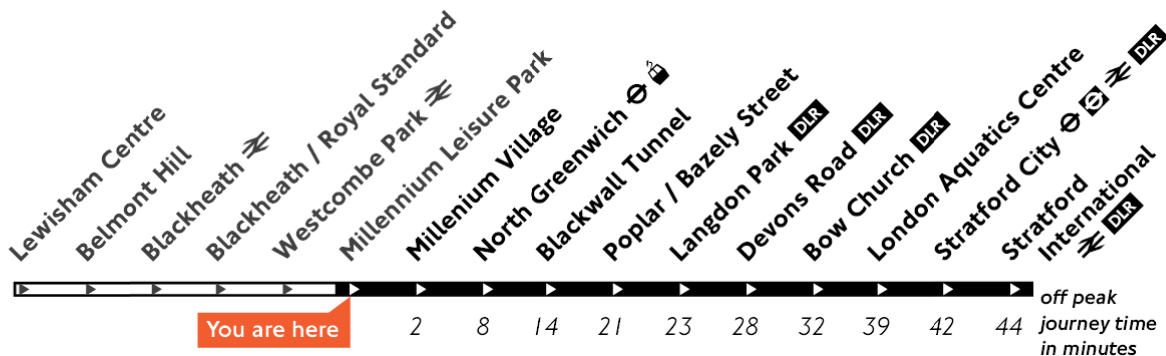 Lewisham Centre
Belmont Hill
Blackheath
Blackheath / Royal Standard
Westcombe Park
Millennium Leisure Park
Millenium Village
North Greenwich
Blackwall Tunnel
Poplar / Bazely Street
Langdon Park DLR
Devons Road DLR
Bow Church DLR
London Aquatics Centre
Stratford City DLR
Stratford
International
DLR
You are here
2 8 14 21 23 28 32 39 42 44
off peak
journey time
in minutes